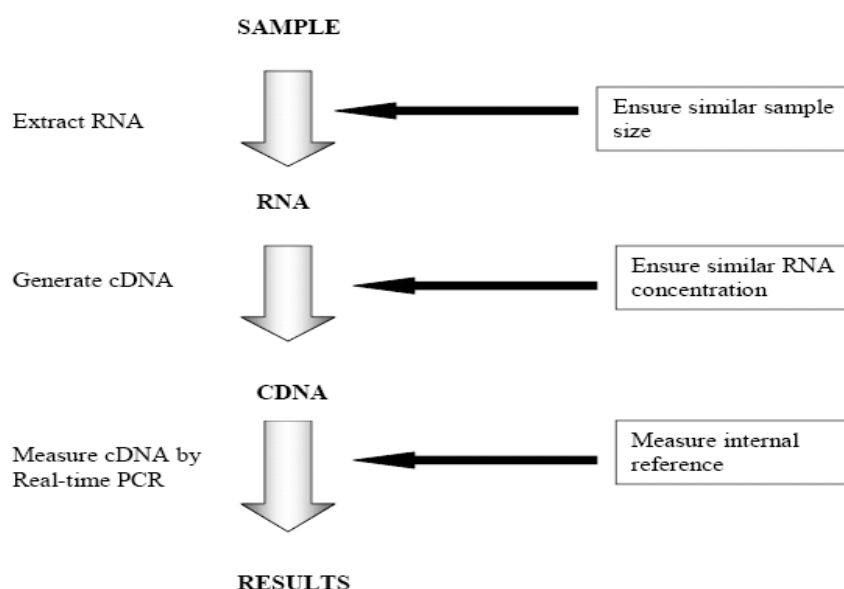 SAMPLE
Extract RNA
Ensure similar sample
size
RNA
Generate cDNA
Ensure similar RNA
concentration
CDNA
Measure cDNA by
Real-time PCR
Measure internal
reference
RESULTS